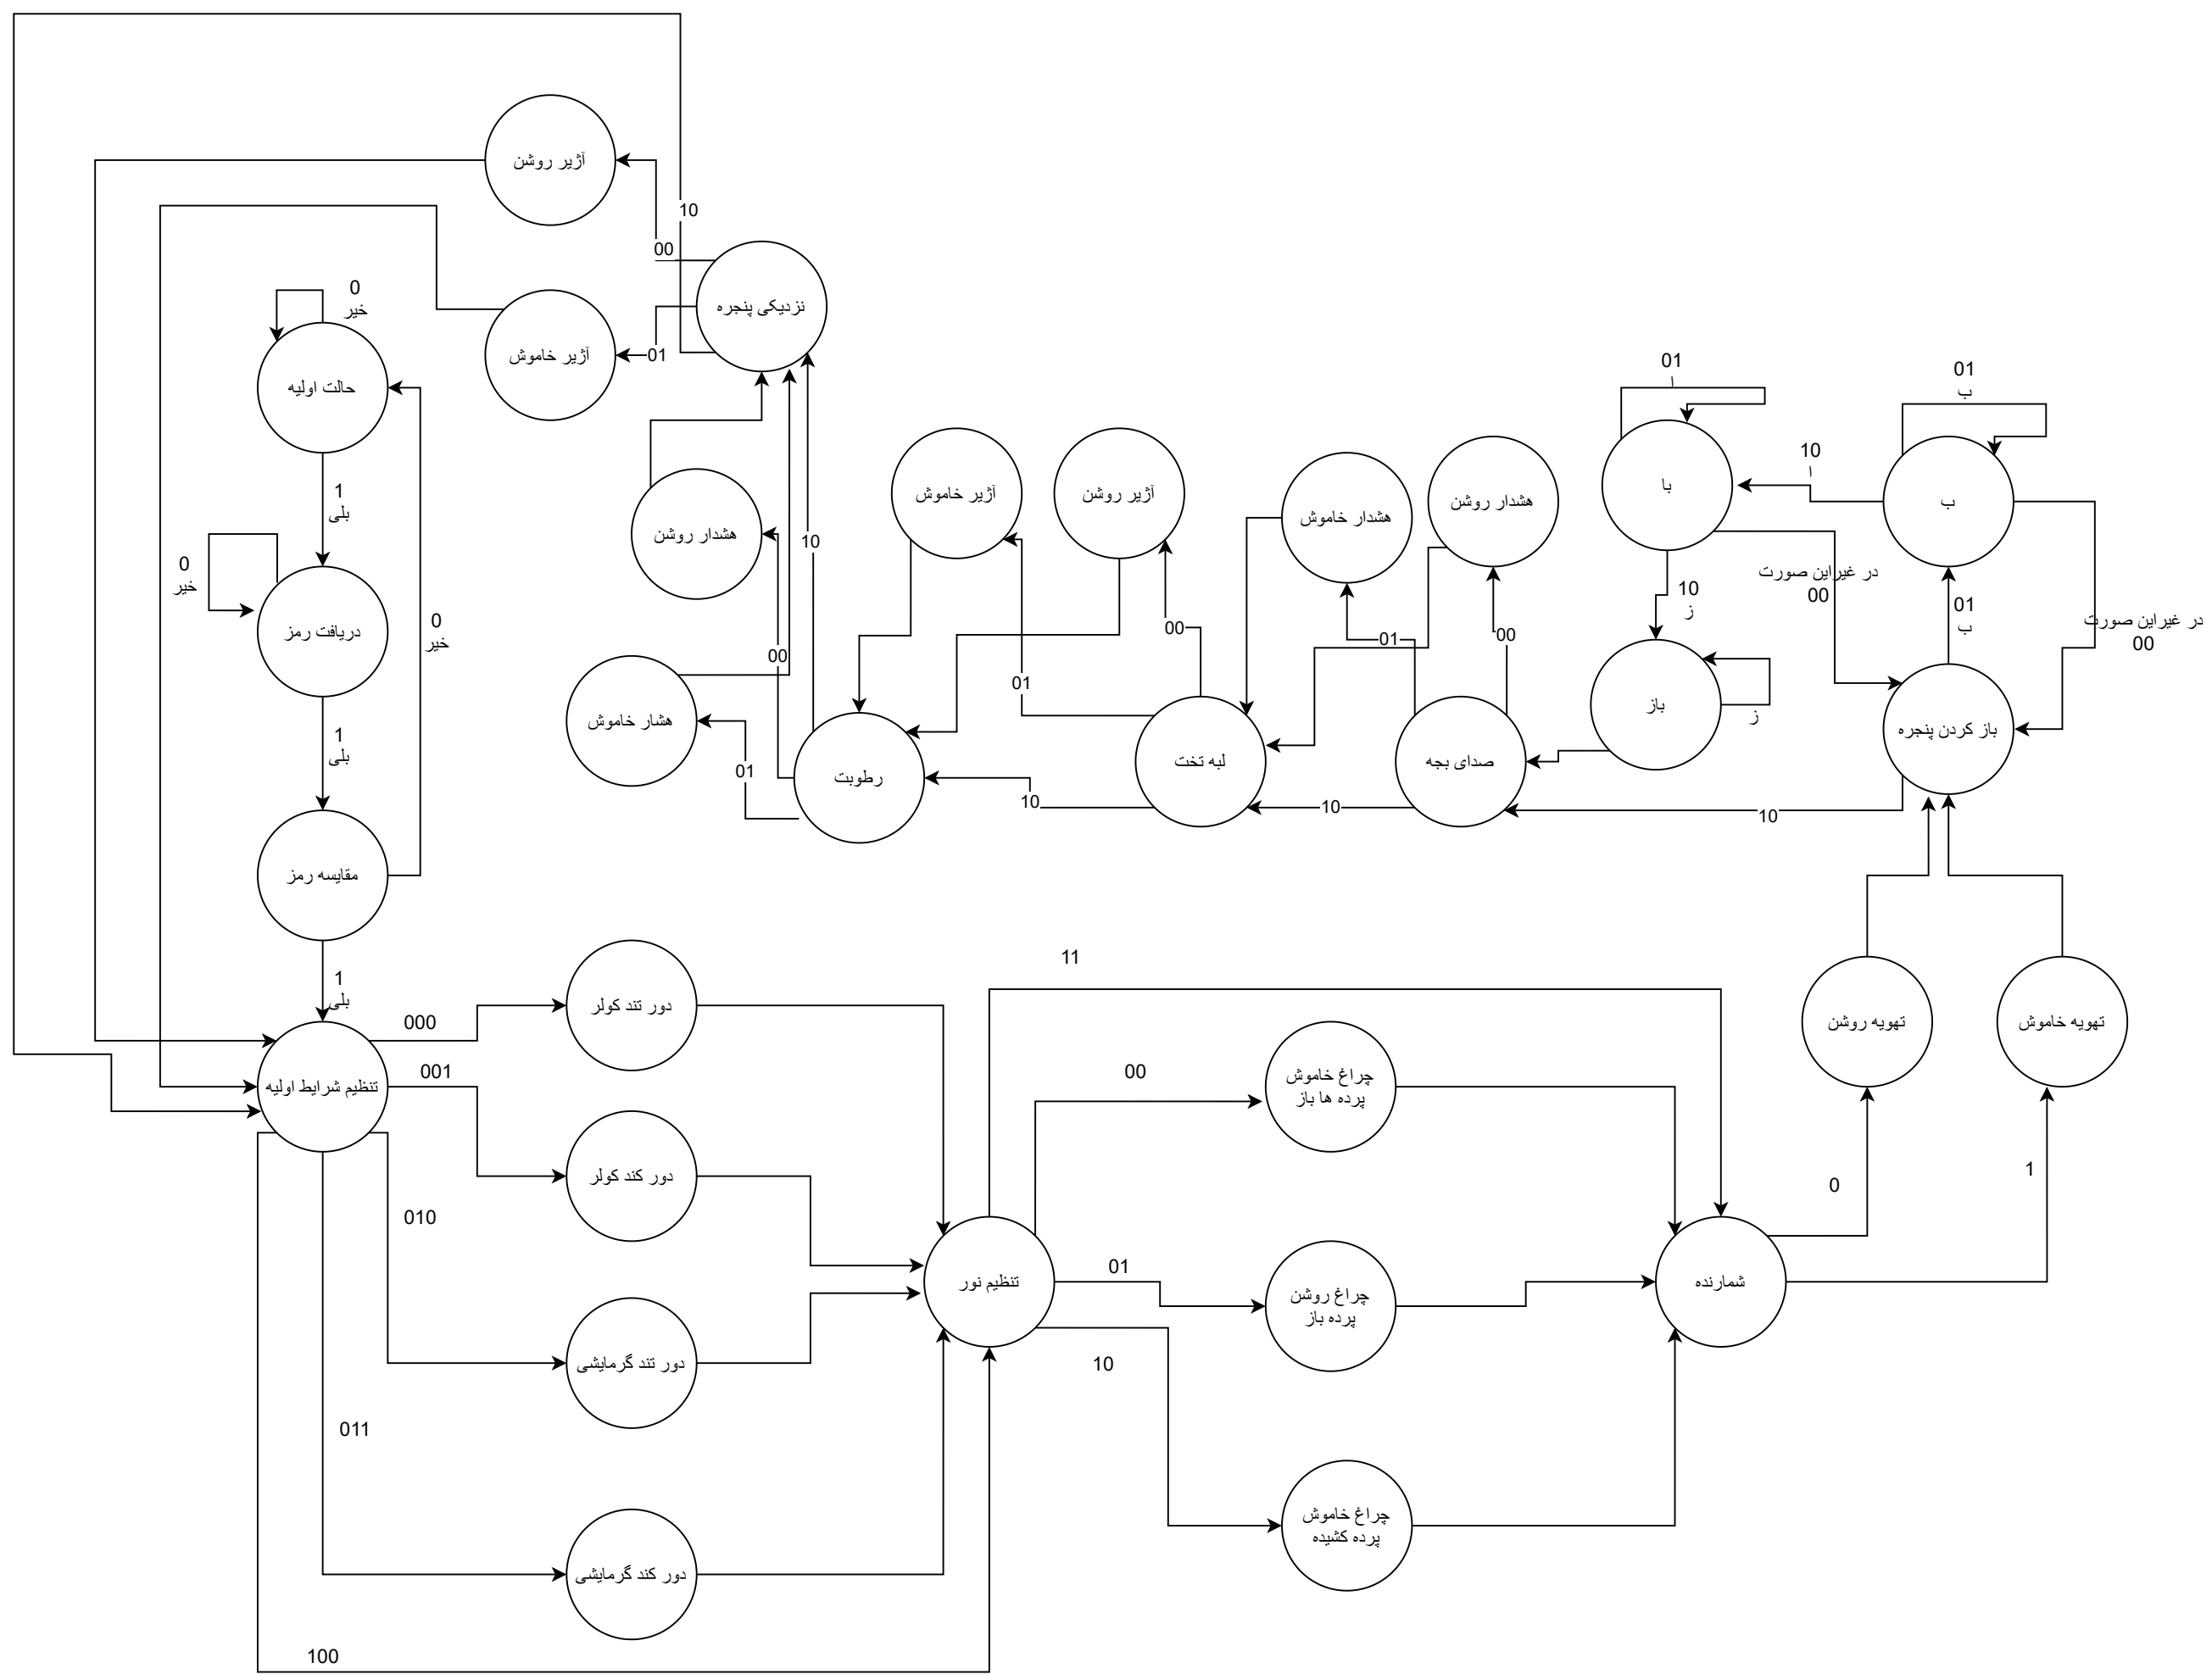 10
آژیر روشن
00
نزدیکی پنجره
0
خیر
آژیر خاموش
01
حالت اولیه
01
ا
01
ب
10
ا
با
ب
هشدار روشن
هشدار خاموش
آژیر روشن
آژیر خاموش
هشدار روشن
10
1
بلی
0
خیر
دریافت رمز
0
خیر
00
01
00
00
01
10
ز
در غیراین صورت
00
01
ب
در غیراین صورت
00
هشار خاموش
01
رطوبت
10
لبه تخت
10
صدای بجه
باز
ز
باز کردن پنجره
10
1
بلی
مقایسه رمز
1
بلی
تنظیم شرایط اولیه
000
دور تند کولر
001
دور کند کولر
010
دور تند گرمایشی
011
دور کند گرمایشی
100
تنظیم نور
11
00
چراغ خاموش
پرده ها باز
01
چراغ روشن
پرده باز
10
چراغ خاموش
پرده کشیده
شمارنده
0
تهویه روشن
1
تهویه خاموش